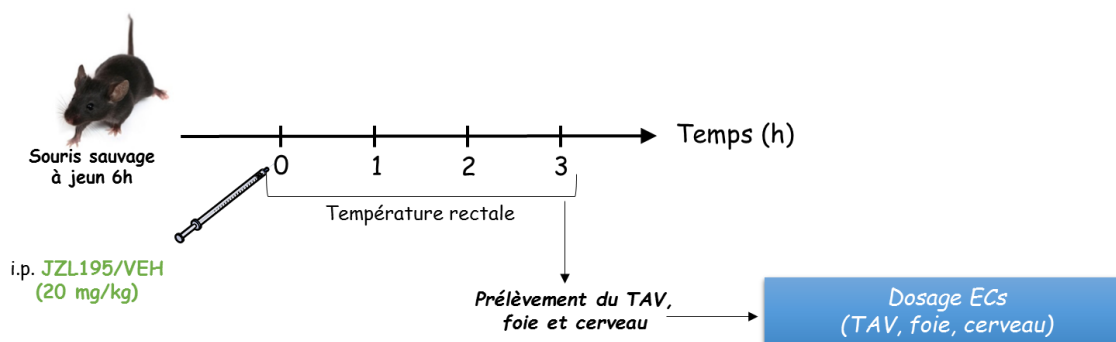 Souris sauvage
à jeun 6h
0 1 2 3
Temps (h)
Température rectale
i.p. JZL195/VEH
(20 mg/kg)
Prélèvement du TAV,
foie et cerveau
Dosage ECs
(TAV, foie, cerveau)